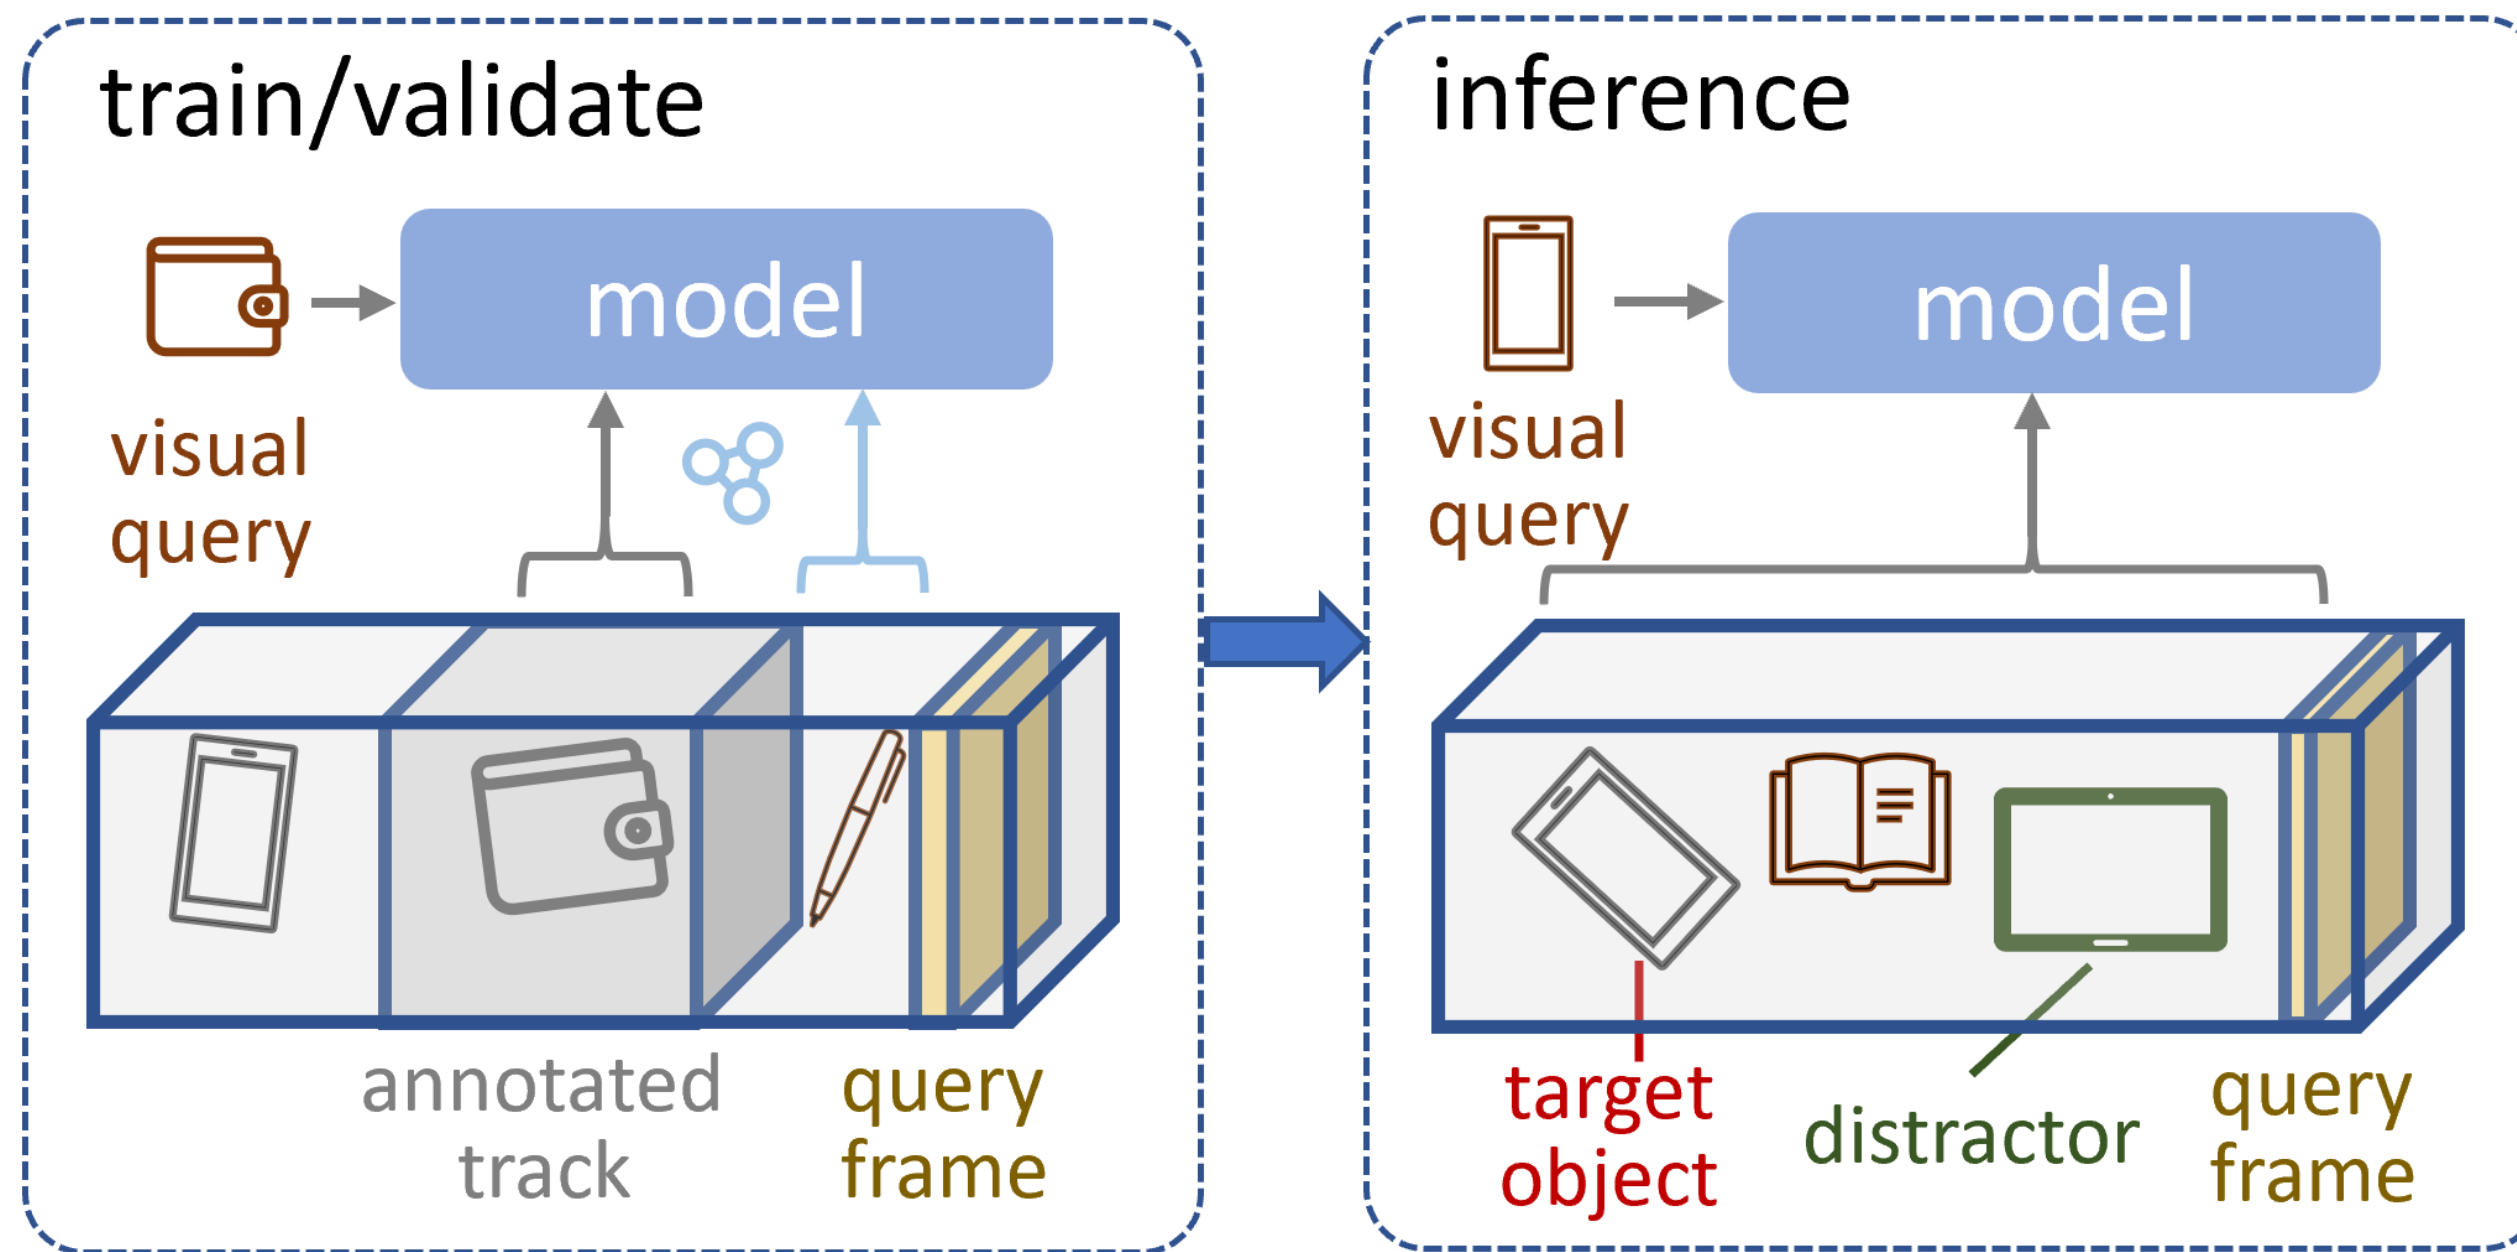 train/validate
model
visual
query
annotated
track
query
frame
inference
model
visual
query
target
object
distractor
query
frame